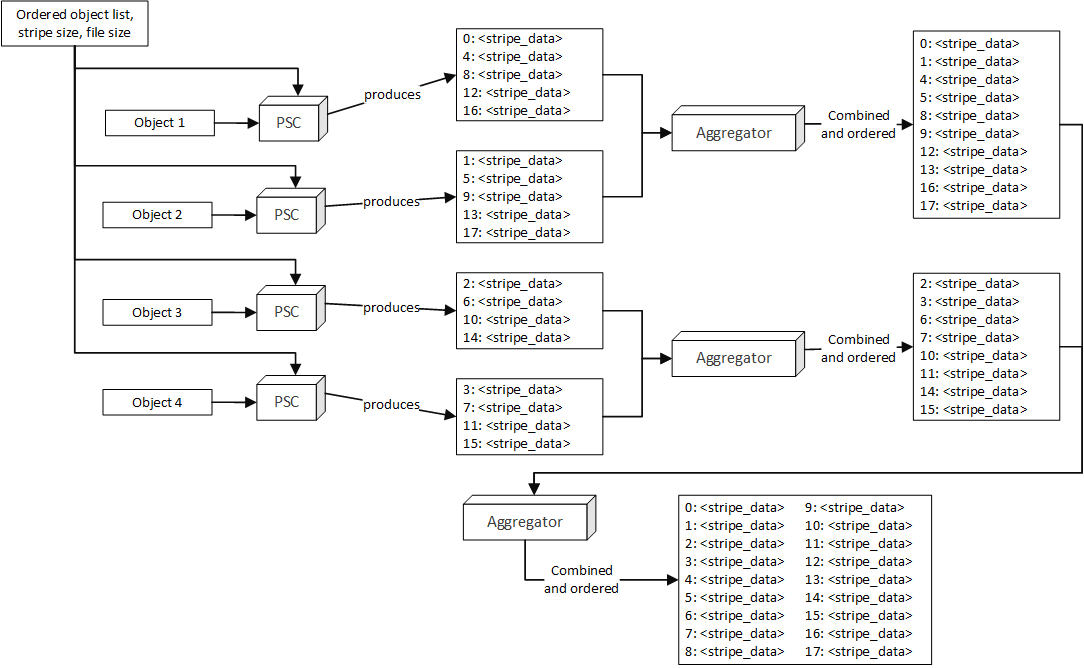 Ordered object list,
stripe size, file size
Object 1
PSC
produces
0: <stripe_data>
4: <stripe_data>
8: <stripe_data>
12: <stripe_data>
16: <stripe_data>
Object 2
PSC
produces
1: <stripe_data>
5: <stripe_data>
9: <stripe_data>
13: <stripe_data>
17: <stripe_data>
Aggregator
Combined
and ordered
0: <stripe_data>
1: <stripe_data>
4: <stripe_data>
5: <stripe_data>
8: <stripe_data>
9: <stripe_data>
12: <stripe_data>
13: <stripe_data>
16: <stripe_data>
17: <stripe_data>
Object 3
PSC
produces
2: <stripe_data>
6: <stripe_data>
10: <stripe_data>
14: <stripe_data>
Object 4
PSC
produces
3: <stripe_data>
7: <stripe_data>
11: <stripe_data>
15: <stripe_data>
Aggregator
Combined
and ordered
2: <stripe_data>
3: <stripe_data>
6: <stripe_data>
7: <stripe_data>
10: <stripe_data>
11: <stripe_data>
14: <stripe_data>
15: <stripe_data>
Aggregator
Combined
and ordered
0: <stripe_data>
1: <stripe_data>
2: <stripe_data>
3: <stripe_data>
4: <stripe_data>
5: <stripe_data>
6: <stripe_data>
7: <stripe_data>
8: <stripe_data>
9: <stripe_data>
10: <stripe_data>
11: <stripe_data>
12: <stripe_data>
13: <stripe_data>
14: <stripe_data>
15: <stripe_data>
16: <stripe_data>
17: <stripe_data>